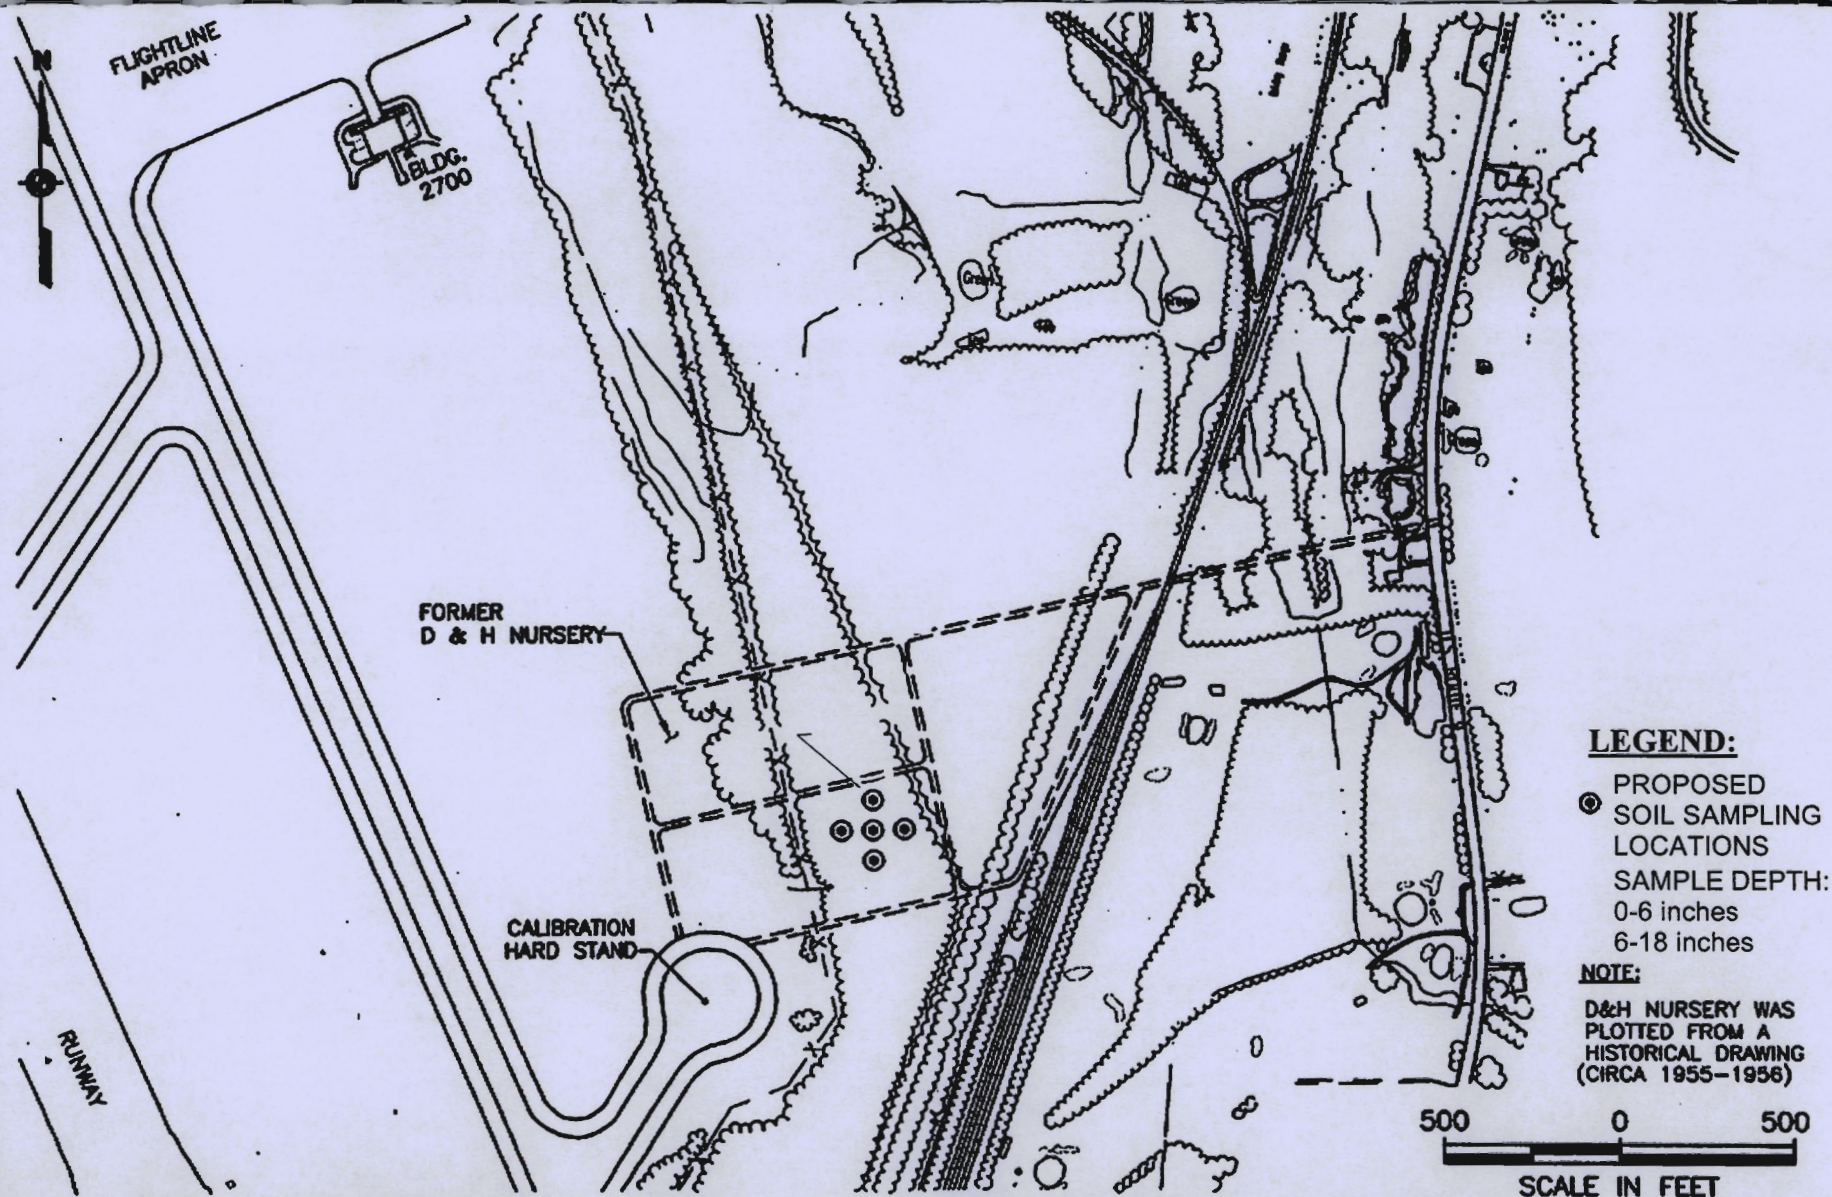 FLIGHTLINE
APRON
N
BLDG.
2700
FORMER
D & H NURSERY
CALIBRATION
HARD STAND
RUNWAY
LEGEND:
PROPOSED
SOIL SAMPLING
LOCATIONS
SAMPLE DEPTH:
0-6 inches
6-18 inches
NOTE:
D&H NURSERY WAS
PLOTTED FROM A
HISTORICAL DRAWING
(CIRCA 1955-1956)
500 0 500
SCALE IN FEET